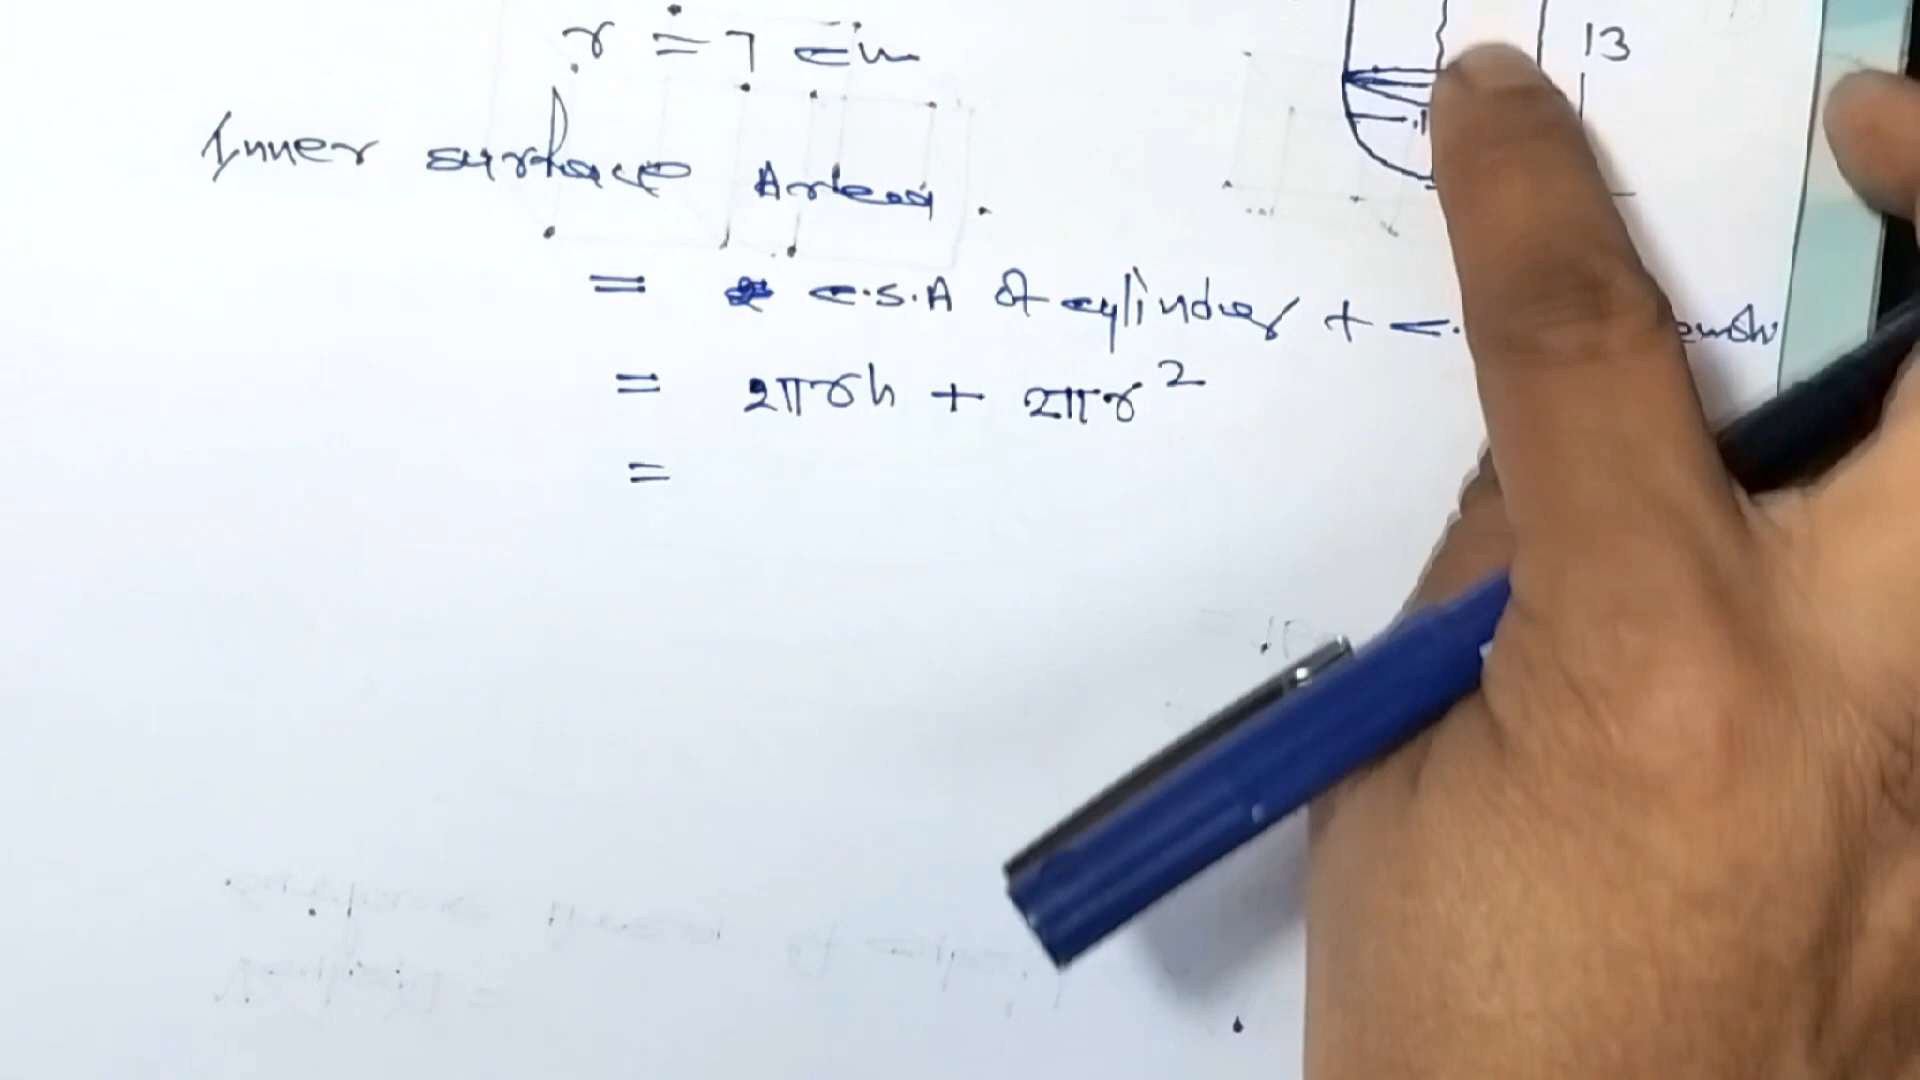 r = 7 cm
13
Inner surface Area
= C.S.A of cylinder + C.
= 2πrh + 2πr²
=